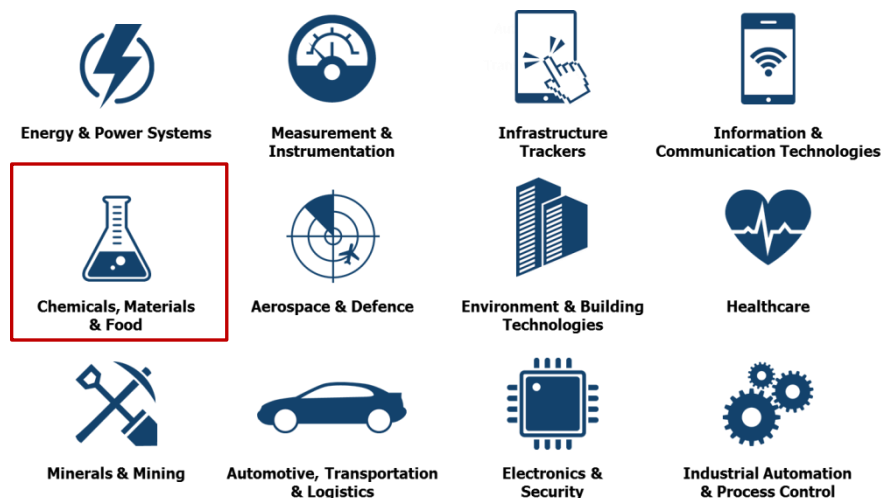 Energy & Power Systems
Measurement &
Instrumentation
Infrastructure
Trackers
Information &
Communication Technologies
Chemicals, Materials
& Food
Aerospace & Defence
Environment & Building
Technologies
Healthcare
Minerals & Mining
Automotive, Transportation
& Logistics
Electronics &
Security
Industrial Automation
& Process Control